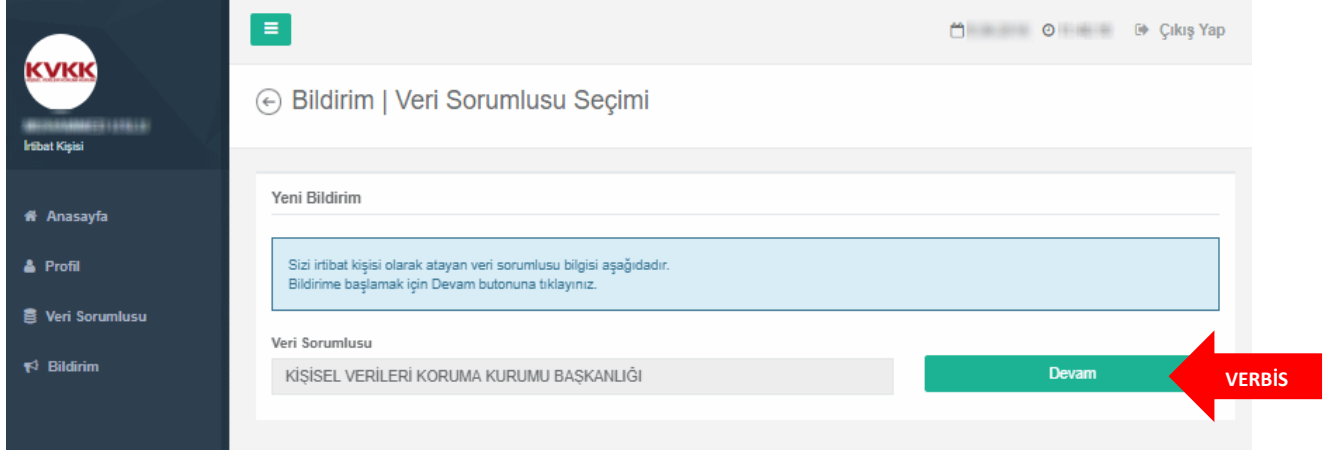 Çıkış Yap
KVKK
Bildirim | Veri Sorumlusu Seçimi
İrtibat Kişisi
Anasayfa
Profil
Veri Sorumlusu
Bildirim
Yeni Bildirim
Sizi irtibat kişisi olarak atayan veri sorumlusu bilgisi aşağıdadır.
Bildirime başlamak için Devam butonuna tıklayınız.
Veri Sorumlusu
KİŞİSEL VERİLERİ KORUMA KURUMU BAŞKANLIĞI
Devam
VERBİS